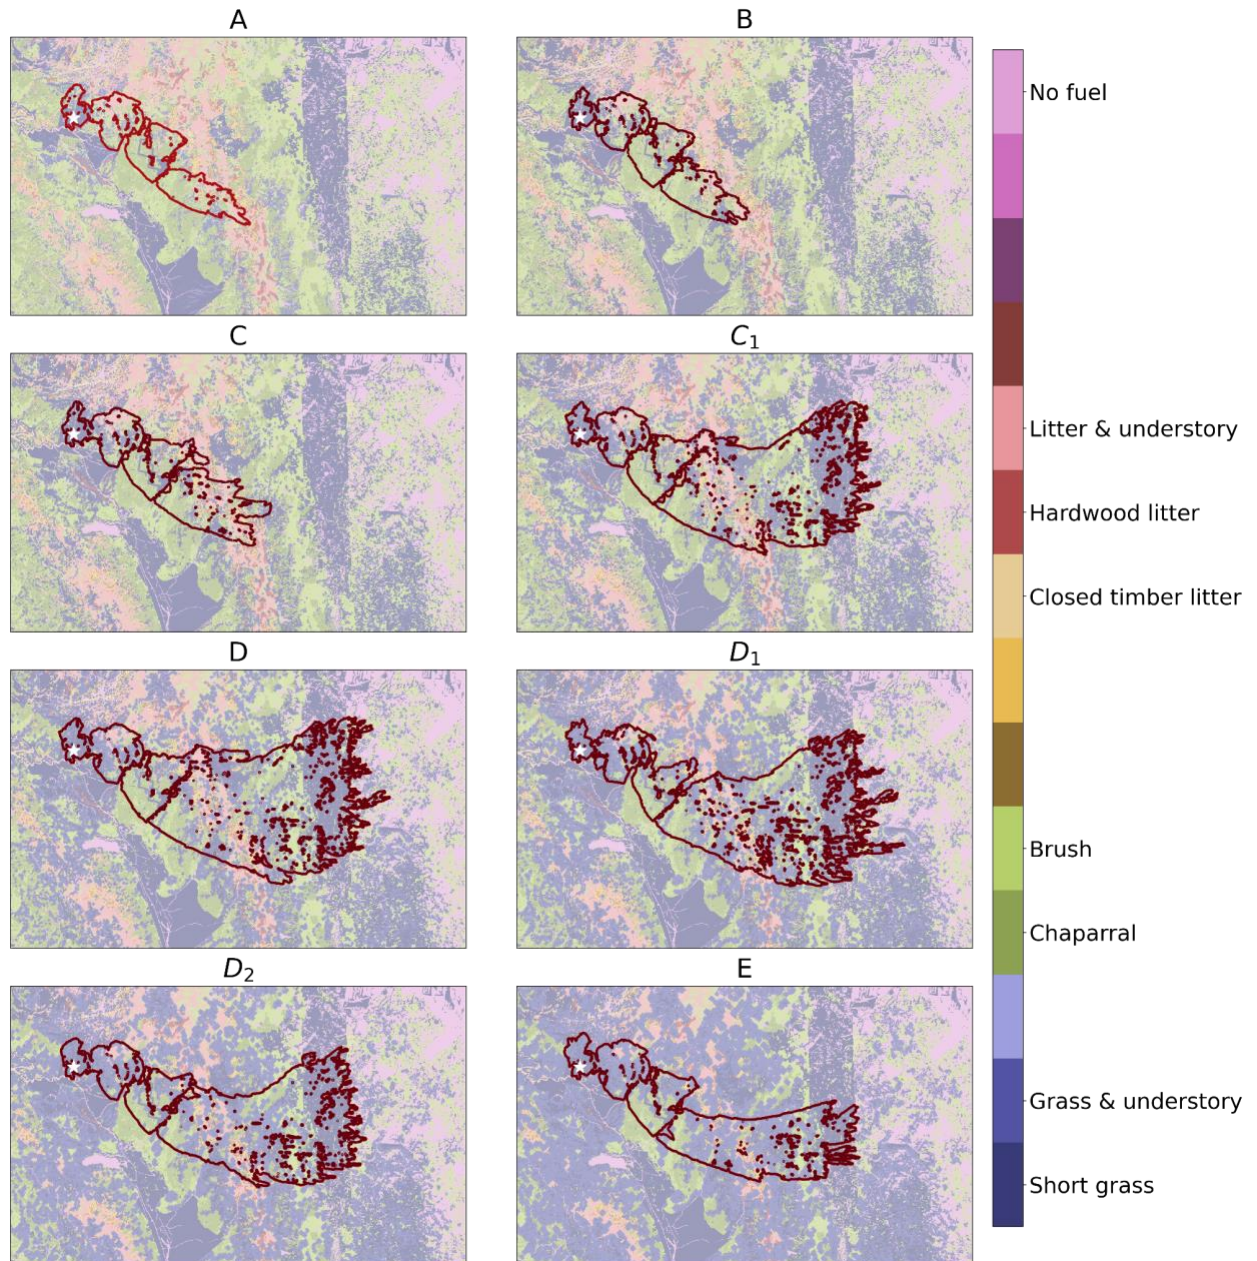 A
B
C
C₁
D
D₁
D₂
E
No fuel
Litter & understory
Hardwood litter
Closed timber litter
Brush
Chaparral
Grass & understory
Short grass